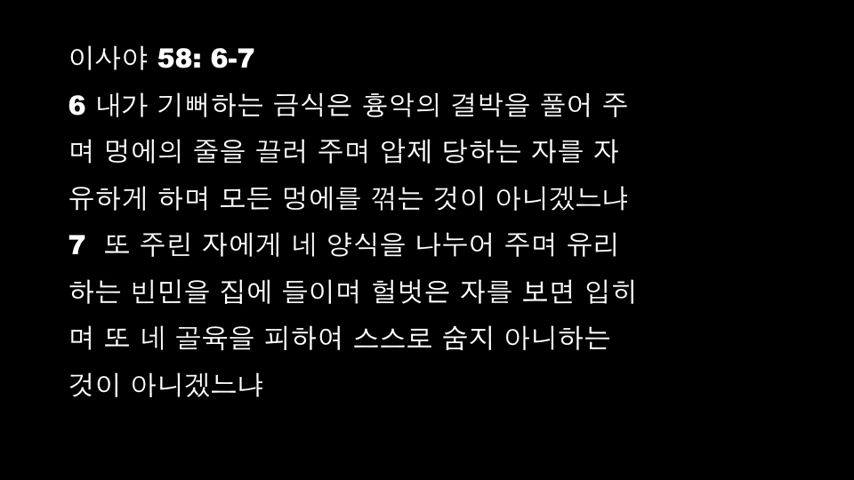 이사야 58: 6-7
6 내가 기뻐하는 금식은 흉악의 결박을 풀어 주
며 멍에의 줄을 끌러 주며 압제 당하는 자를 자
유하게 하며 모든 멍에를 꺾는 것이 아니겠느냐
7 또 주린 자에게 네 양식을 나누어 주며 유리
하는 빈민을 집에 들이며 헐벗은 자를 보면 입히
며 또 네 골육을 피하여 스스로 숨지 아니하는
것이 아니겠느냐